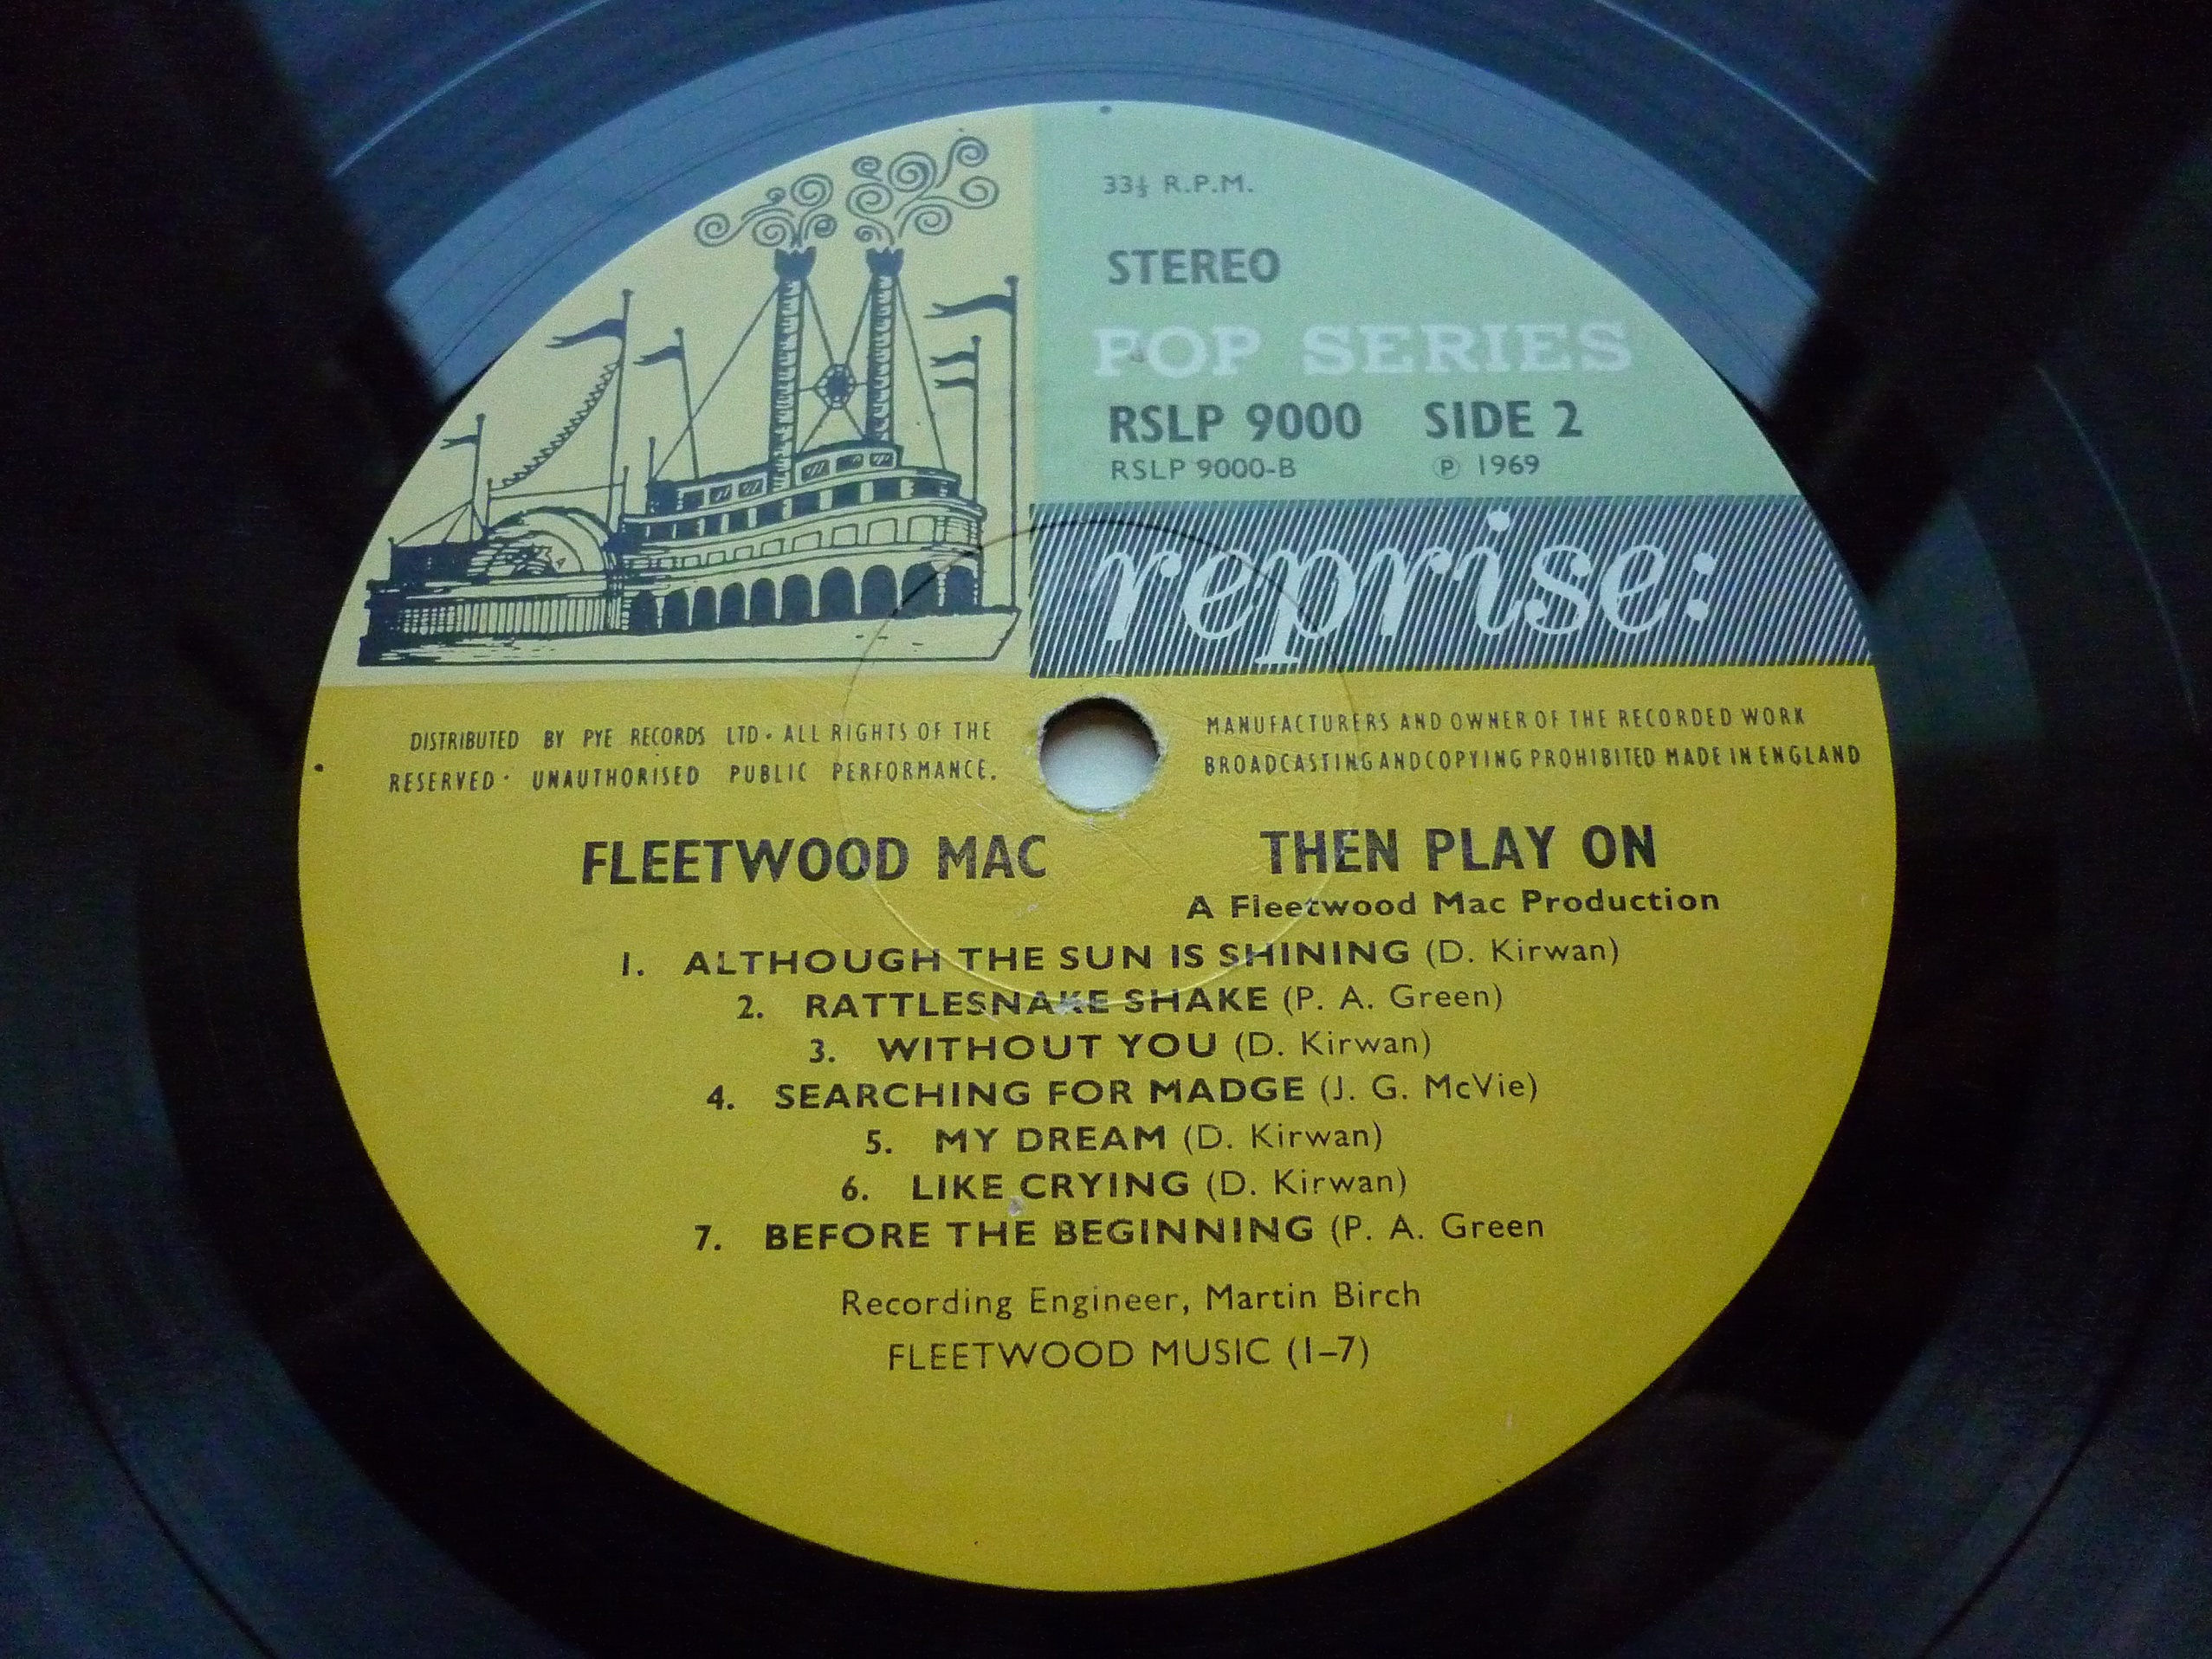 33⅓ R.P.M.
STEREO
POP SERIES
RSLP 9000 SIDE 2
RSLP 9000-B ℗ 1969
reprise:
DISTRIBUTED BY PYE RECORDS LTD · ALL RIGHTS OF THE MANUFACTURERS AND OWNER OF THE RECORDED WORK
RESERVED · UNAUTHORISED PUBLIC PERFORMANCE. BROADCASTING AND COPYING PROHIBITED MADE IN ENGLAND
FLEETWOOD MAC THEN PLAY ON
A Fleetwood Mac Production
1. ALTHOUGH THE SUN IS SHINING (D. Kirwan)
2. RATTLESNAKE SHAKE (P. A. Green)
3. WITHOUT YOU (D. Kirwan)
4. SEARCHING FOR MADGE (J. G. McVie)
5. MY DREAM (D. Kirwan)
6. LIKE CRYING (D. Kirwan)
7. BEFORE THE BEGINNING (P. A. Green
Recording Engineer, Martin Birch
FLEETWOOD MUSIC (1–7)